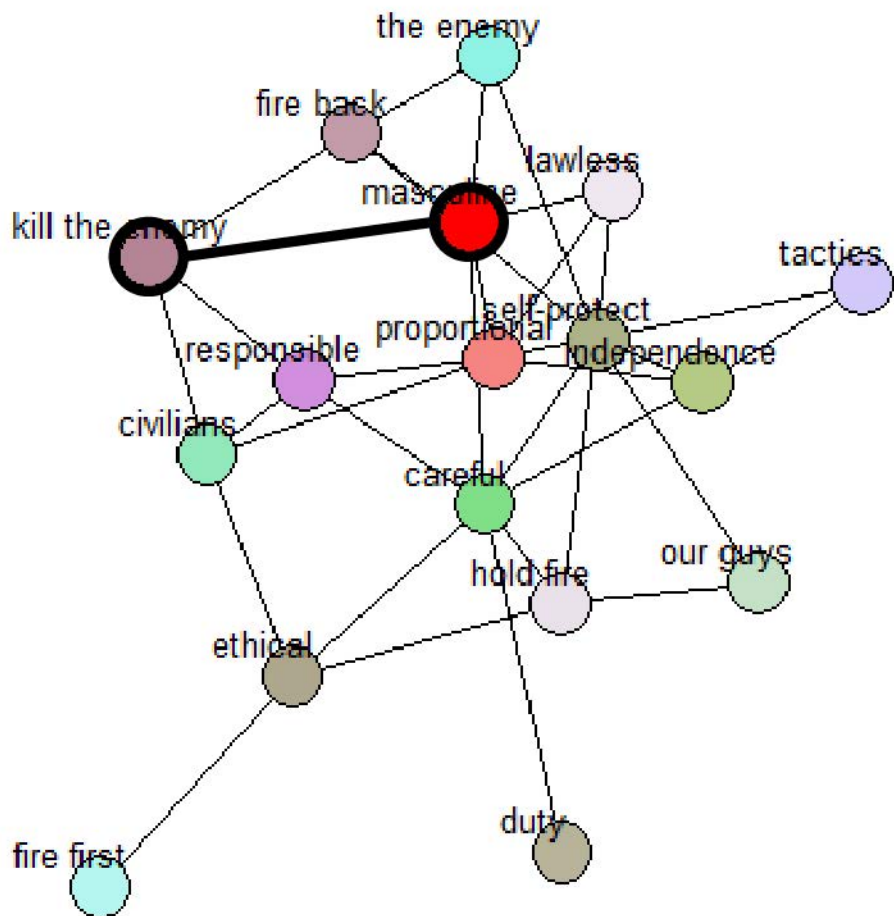 the enemy
fire back
lawless
masculine
kill the enemy
tactics
self-protect
proportional
independence
responsible
civilians
careful
our guys
hold fire
ethical
duty
fire first